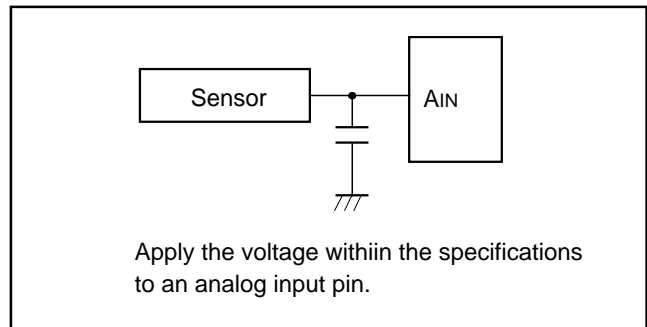 Sensor
AIN
Apply the voltage withiin the specifications
to an analog input pin.